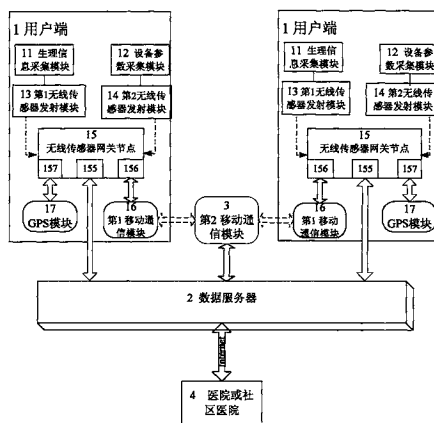 1 用户端
11 生理信
息采集模块
12 设备参
数采集模块
13 第1无线传
感器发射模块
14 第2无线传
感器发射模块
15
无线传感器网关节点
157
155
156
17
GPS模块
16
第1移动通
信模块
1 用户端
11 生理信
息采集模块
12 设备参
数采集模块
13 第1无线传
感器发射模块
14 第2无线传
感器发射模块
15
无线传感器网关节点
156
155
157
16
第1移动
通信模块
17
GPS模块
3
第2 移动通
信模块
2 数据服务器
Internet
4 医院或社
区医院